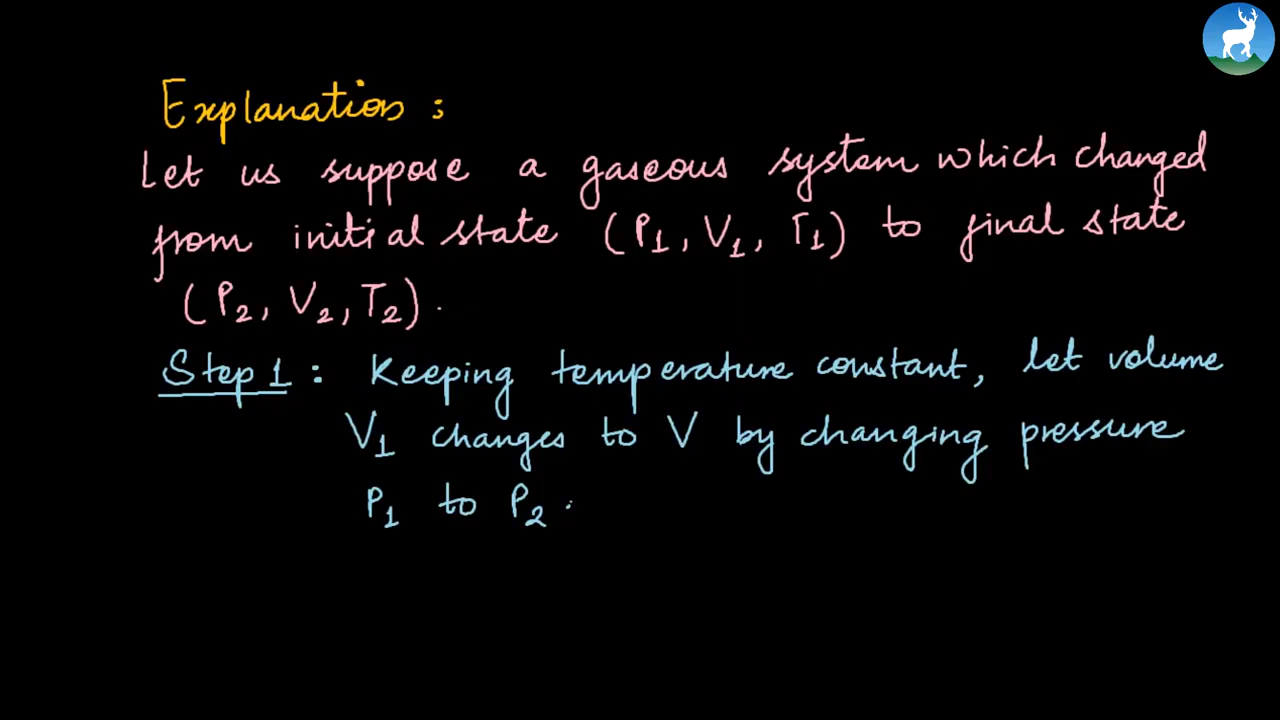 Explanation :
Let us suppose a gaseous system which changed
from initial state (P1, V1, T1) to final state
(P2, V2, T2).
Step 1 : Keeping temperature constant, let volume
V1 changes to V by changing pressure
P1 to P2.